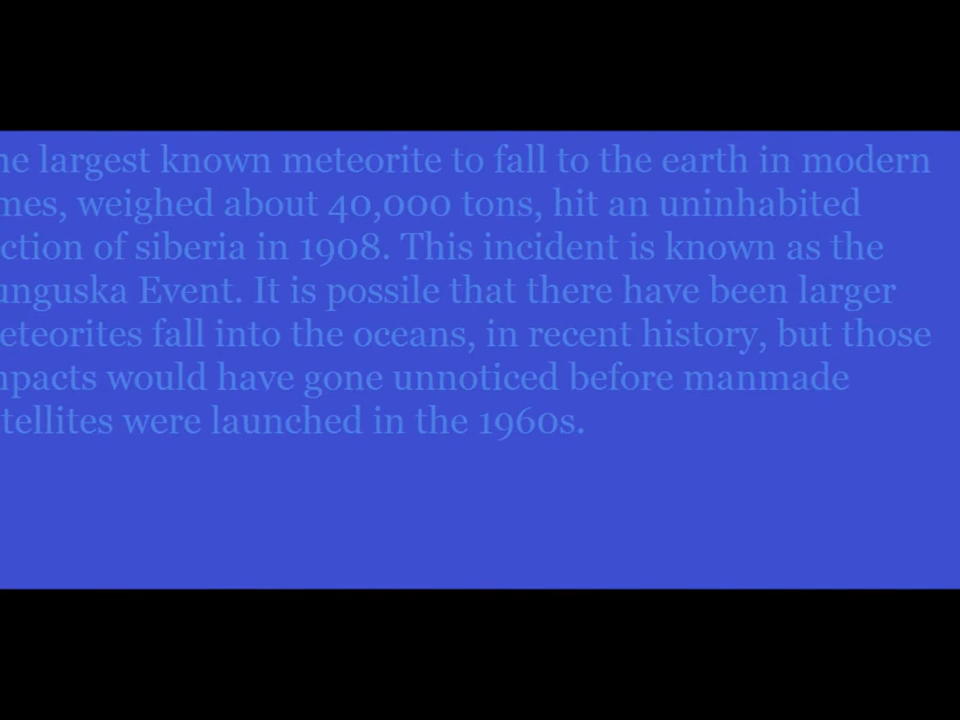 he largest known meteorite to fall to the earth in modern
mes, weighed about 40,000 tons, hit an uninhabited
ction of siberia in 1908. This incident is known as the
unguska Event. It is possile that there have been larger
eteorites fall into the oceans, in recent history, but those
mpacts would have gone unnoticed before manmade
tellites were launched in the 1960s.